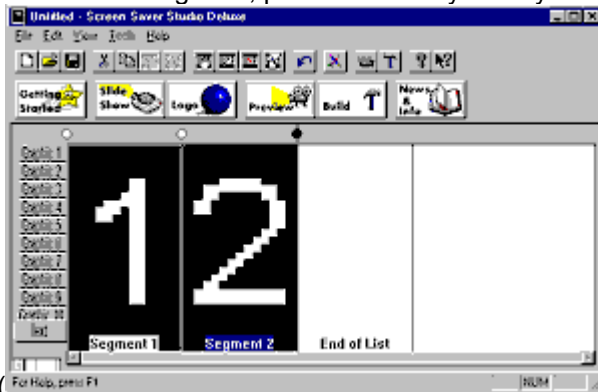 Untitled - Screen Saver Studio Deluxe
File Edit View Tools Help
Getting Started
Slide Show
Logo
Preview
Build
News & Info
Graphic 1
Graphic 2
Graphic 3
Graphic 4
Graphic 5
Graphic 6
Graphic 7
Graphic 8
Graphic 9
Graphic 10
Text
1 2
Segment 1 Segment 2 End of List
( For Help, press F1 NUM